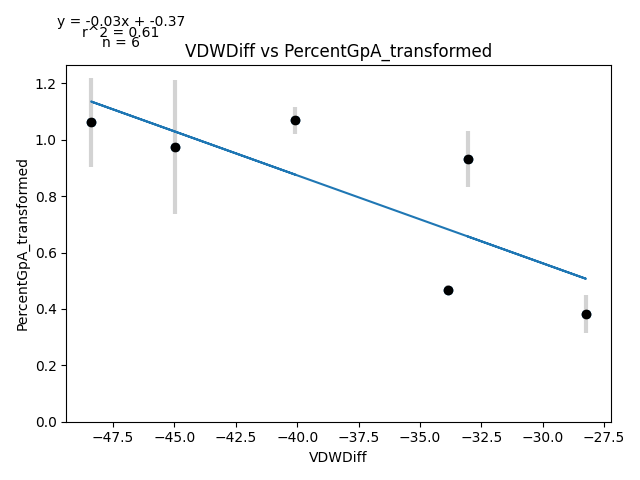 y = -0.03x + -0.37
r^2 = 0.61
n = 6
VDWDiff vs PercentGpA_transformed
PercentGpA_transformed
1.2
1.0
0.8
0.6
0.4
0.2
0.0
−47.5 −45.0 −42.5 −40.0 −37.5 −35.0 −32.5 −30.0 −27.5
VDWDiff